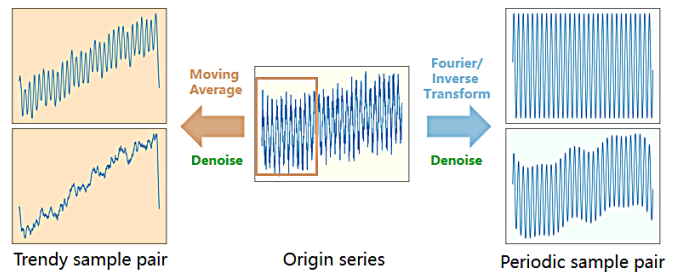 Moving
Average
Denoise
Fourier/
Inverse
Transform
Denoise
Trendy sample pair
Origin series
Periodic sample pair